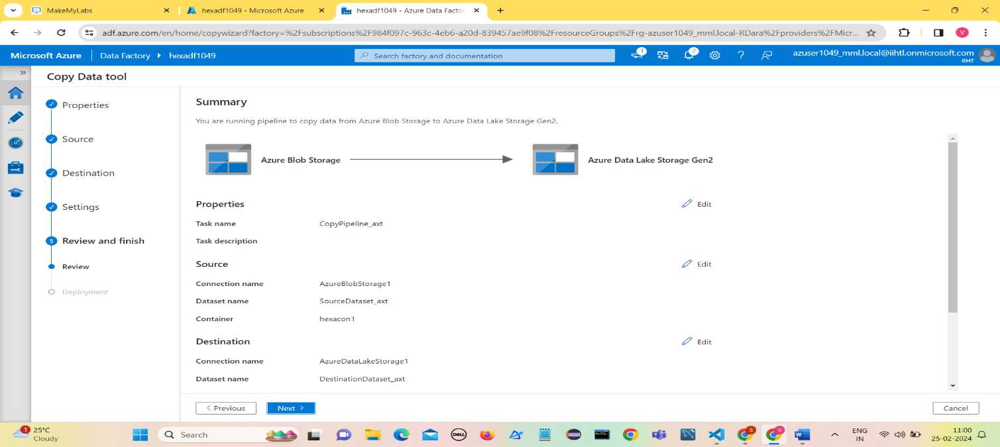 MakeMyLabs
hexadf1049 - Microsoft Azure
hexadf1049 - Azure Data Factor
adf.azure.com/en/home/copywizard?factory=%2Fsubscriptions%2F984f097c-963c-4eb6-a20d-839457ae9f08%2FresourceGroups%2Frg-azuser1049_mml.local-RDara%2Fproviders%2FMicr...
V
Microsoft Azure
Data Factory
hexadf1049
Search factory and documentation
1
2
azuser1049_mml.local@iihtl.onmicrosoft.com
IIHT
Copy Data tool
Properties
Source
Destination
Settings
5
Review and finish
Review
Deployment
Summary
You are running pipeline to copy data from Azure Blob Storage to Azure Data Lake Storage Gen2.
Azure Blob Storage
Azure Data Lake Storage Gen2
Properties
Edit
Task name
CopyPipeline_axt
Task description
Source
Edit
Connection name
AzureBlobStorage1
Dataset name
SourceDataset_axt
Container
hexacon1
Destination
Edit
Connection name
AzureDataLakeStorage1
Dataset name
DestinationDataset_axt
< Previous
Next >
Cancel
1
25°C
Cloudy
Search
DELL
S
V
ENG
IN
11:00
25-02-2024